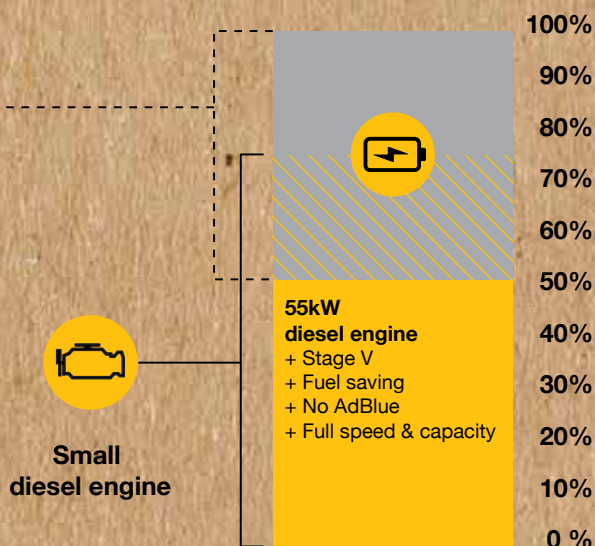 100%
90%
80%
70%
60%
50%
55kW
diesel engine
+ Stage V
+ Fuel saving
+ No AdBlue
+ Full speed & capacity
40%
30%
20%
10%
0 %
Small
diesel engine